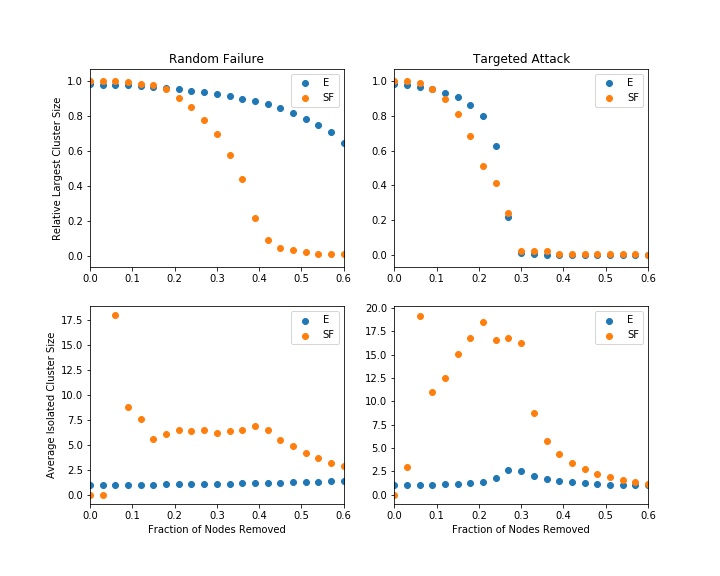 Random Failure
Targeted Attack
Relative Largest Cluster Size
1.0
0.8
0.6
0.4
0.2
0.0
0.0 0.1 0.2 0.3 0.4 0.5 0.6
E
SF
1.0
0.8
0.6
0.4
0.2
0.0
0.0 0.1 0.2 0.3 0.4 0.5 0.6
E
SF
Average Isolated Cluster Size
17.5
15.0
12.5
10.0
7.5
5.0
2.5
0.0
0.0 0.1 0.2 0.3 0.4 0.5 0.6
Fraction of Nodes Removed
E
SF
20.0
17.5
15.0
12.5
10.0
7.5
5.0
2.5
0.0
0.0 0.1 0.2 0.3 0.4 0.5 0.6
Fraction of Nodes Removed
E
SF